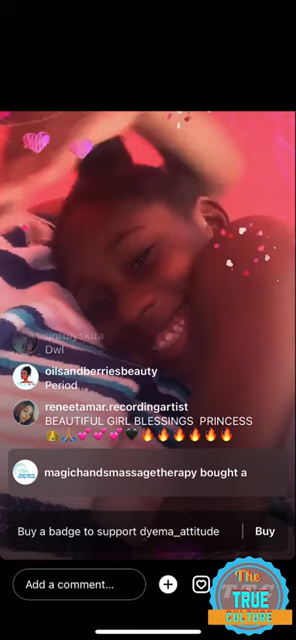 unrulyskita
Dwl
oilsandberriesbeauty
Period
reneetamar.recordingartist
BEAUTIFUL GIRL BLESSINGS PRINCESS
👑🙏💕💕💕🖤🔥🔥🔥🔥🔥🔥
magichandsmassagetherapy bought a
Buy a badge to support dyema_attitude
Buy
Add a comment...
The
TRUE
CULTURE